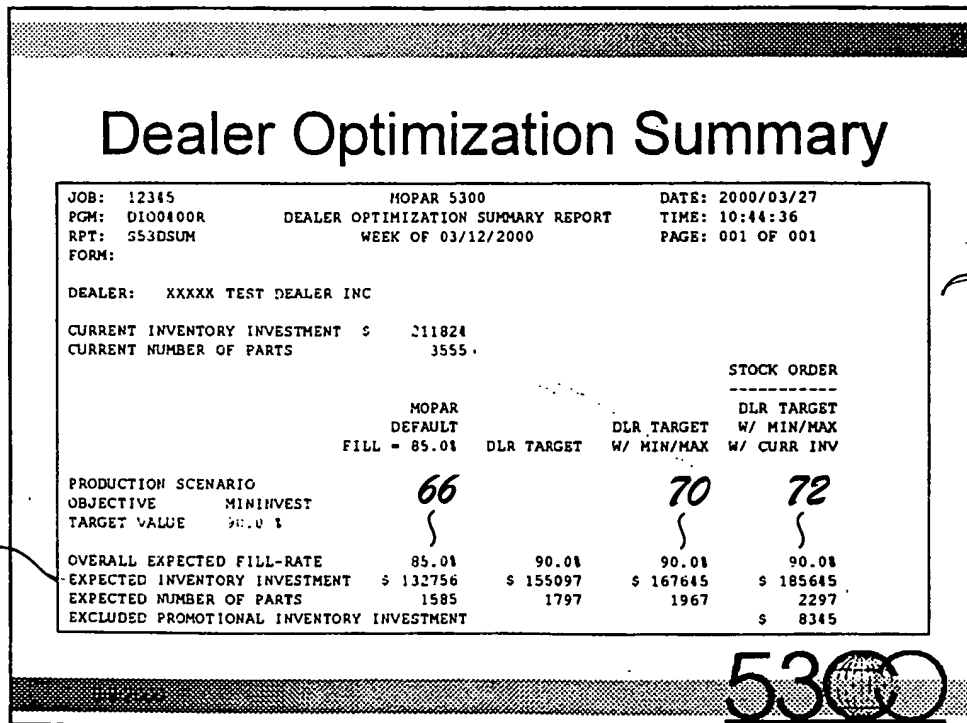 Dealer Optimization Summary
JOB: 12345 MOPAR 5300 DATE: 2000/03/27
PGM: DIO0400R DEALER OPTIMIZATION SUMMARY REPORT TIME: 10:44:36
RPT: S53DSUM WEEK OF 03/12/2000 PAGE: 001 OF 001
FORM:
DEALER: XXXXX TEST DEALER INC
CURRENT INVENTORY INVESTMENT $ 211824
CURRENT NUMBER OF PARTS 3555
STOCK ORDER
-----------
MOPAR DLR TARGET
DEFAULT DLR TARGET W/ MIN/MAX
FILL = 85.0% DLR TARGET W/ MIN/MAX W/ CURR INV
PRODUCTION SCENARIO 66 70 72
OBJECTIVE MININVEST
TARGET VALUE 90.0 %
OVERALL EXPECTED FILL-RATE 85.0% 90.0% 90.0% 90.0%
EXPECTED INVENTORY INVESTMENT $ 132756 $ 155097 $ 167645 $ 185645
EXPECTED NUMBER OF PARTS 1585 1797 1967 2297
EXCLUDED PROMOTIONAL INVENTORY INVESTMENT $ 8345
5300